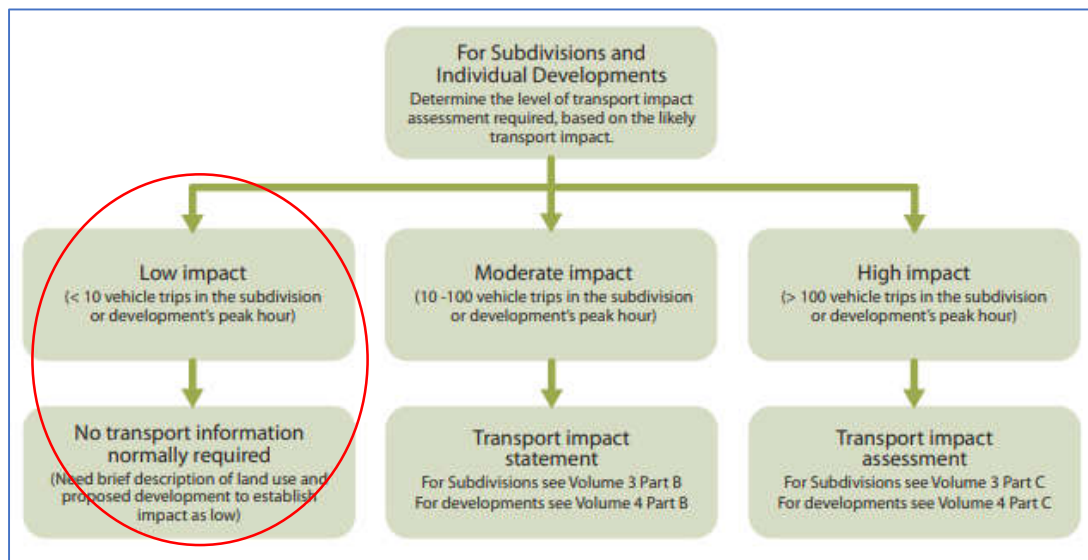 For Subdivisions and
Individual Developments
Determine the level of transport impact
assessment required, based on the likely
transport impact.
Low impact
(< 10 vehicle trips in the subdivision
or development's peak hour)
Moderate impact
(10 -100 vehicle trips in the subdivision
or development's peak hour)
High impact
(> 100 vehicle trips in the subdivision
or development's peak hour)
No transport information
normally required
(Need brief description of land use and
proposed development to establish
impact as low)
Transport impact
statement
For Subdivisions see Volume 3 Part B
For developments see Volume 4 Part B
Transport impact
assessment
For Subdivisions see Volume 3 Part C
For developments see Volume 4 Part C